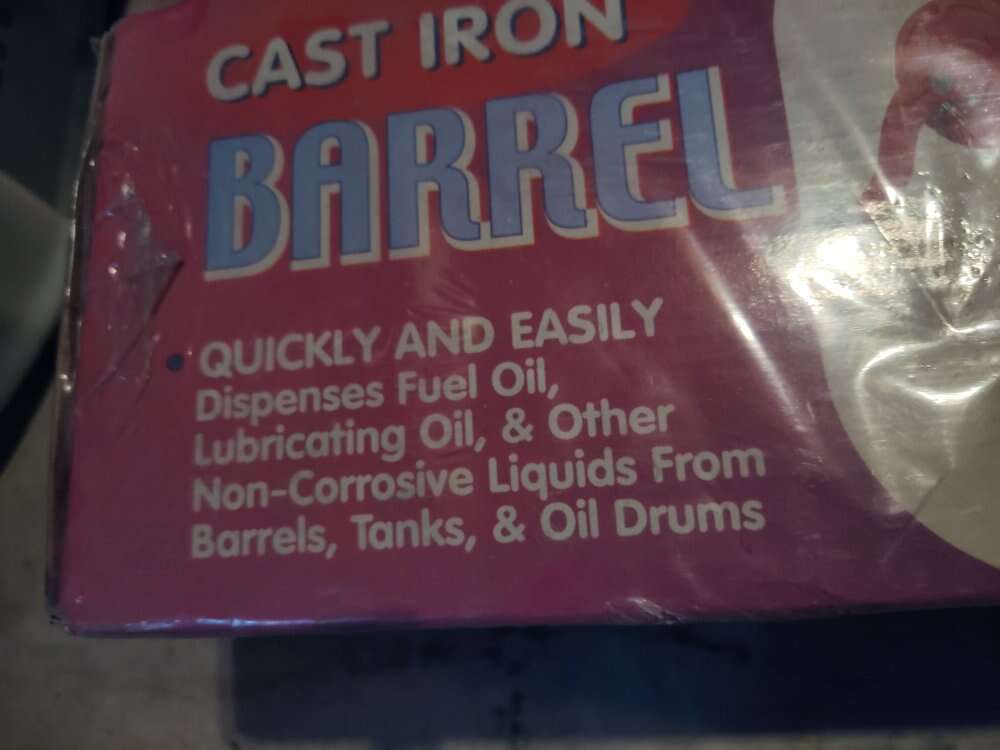 CAST IRON
BARREL
• QUICKLY AND EASILY
Dispenses Fuel Oil,
Lubricating Oil, & Other
Non-Corrosive Liquids From
Barrels, Tanks, & Oil Drums